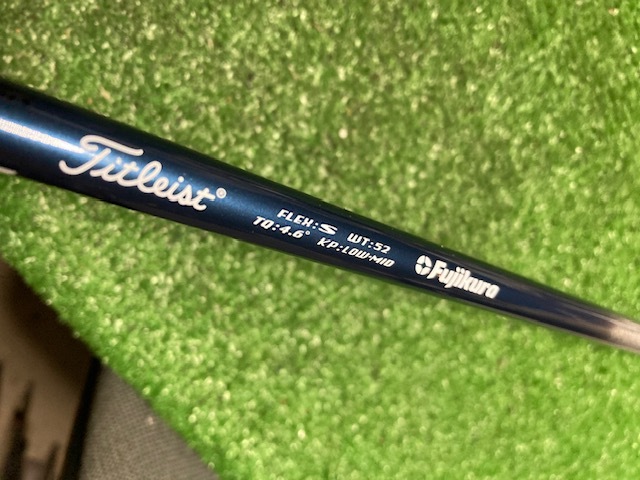 Titleist®
FLEX:S WT:52
TQ:4.6° KP:LOW-MID
Fujikura